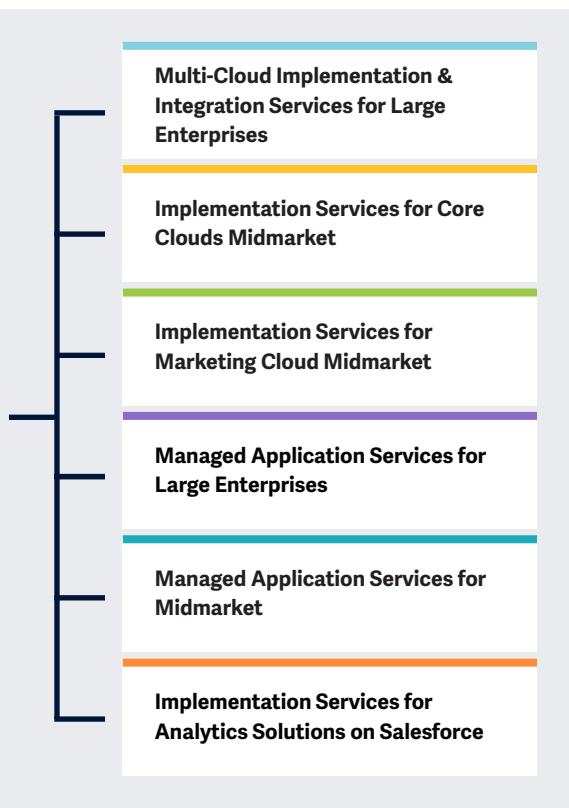 Multi-Cloud Implementation &
Integration Services for Large
Enterprises
Implementation Services for Core
Clouds Midmarket
Implementation Services for
Marketing Cloud Midmarket
Managed Application Services for
Large Enterprises
Managed Application Services for
Midmarket
Implementation Services for
Analytics Solutions on Salesforce